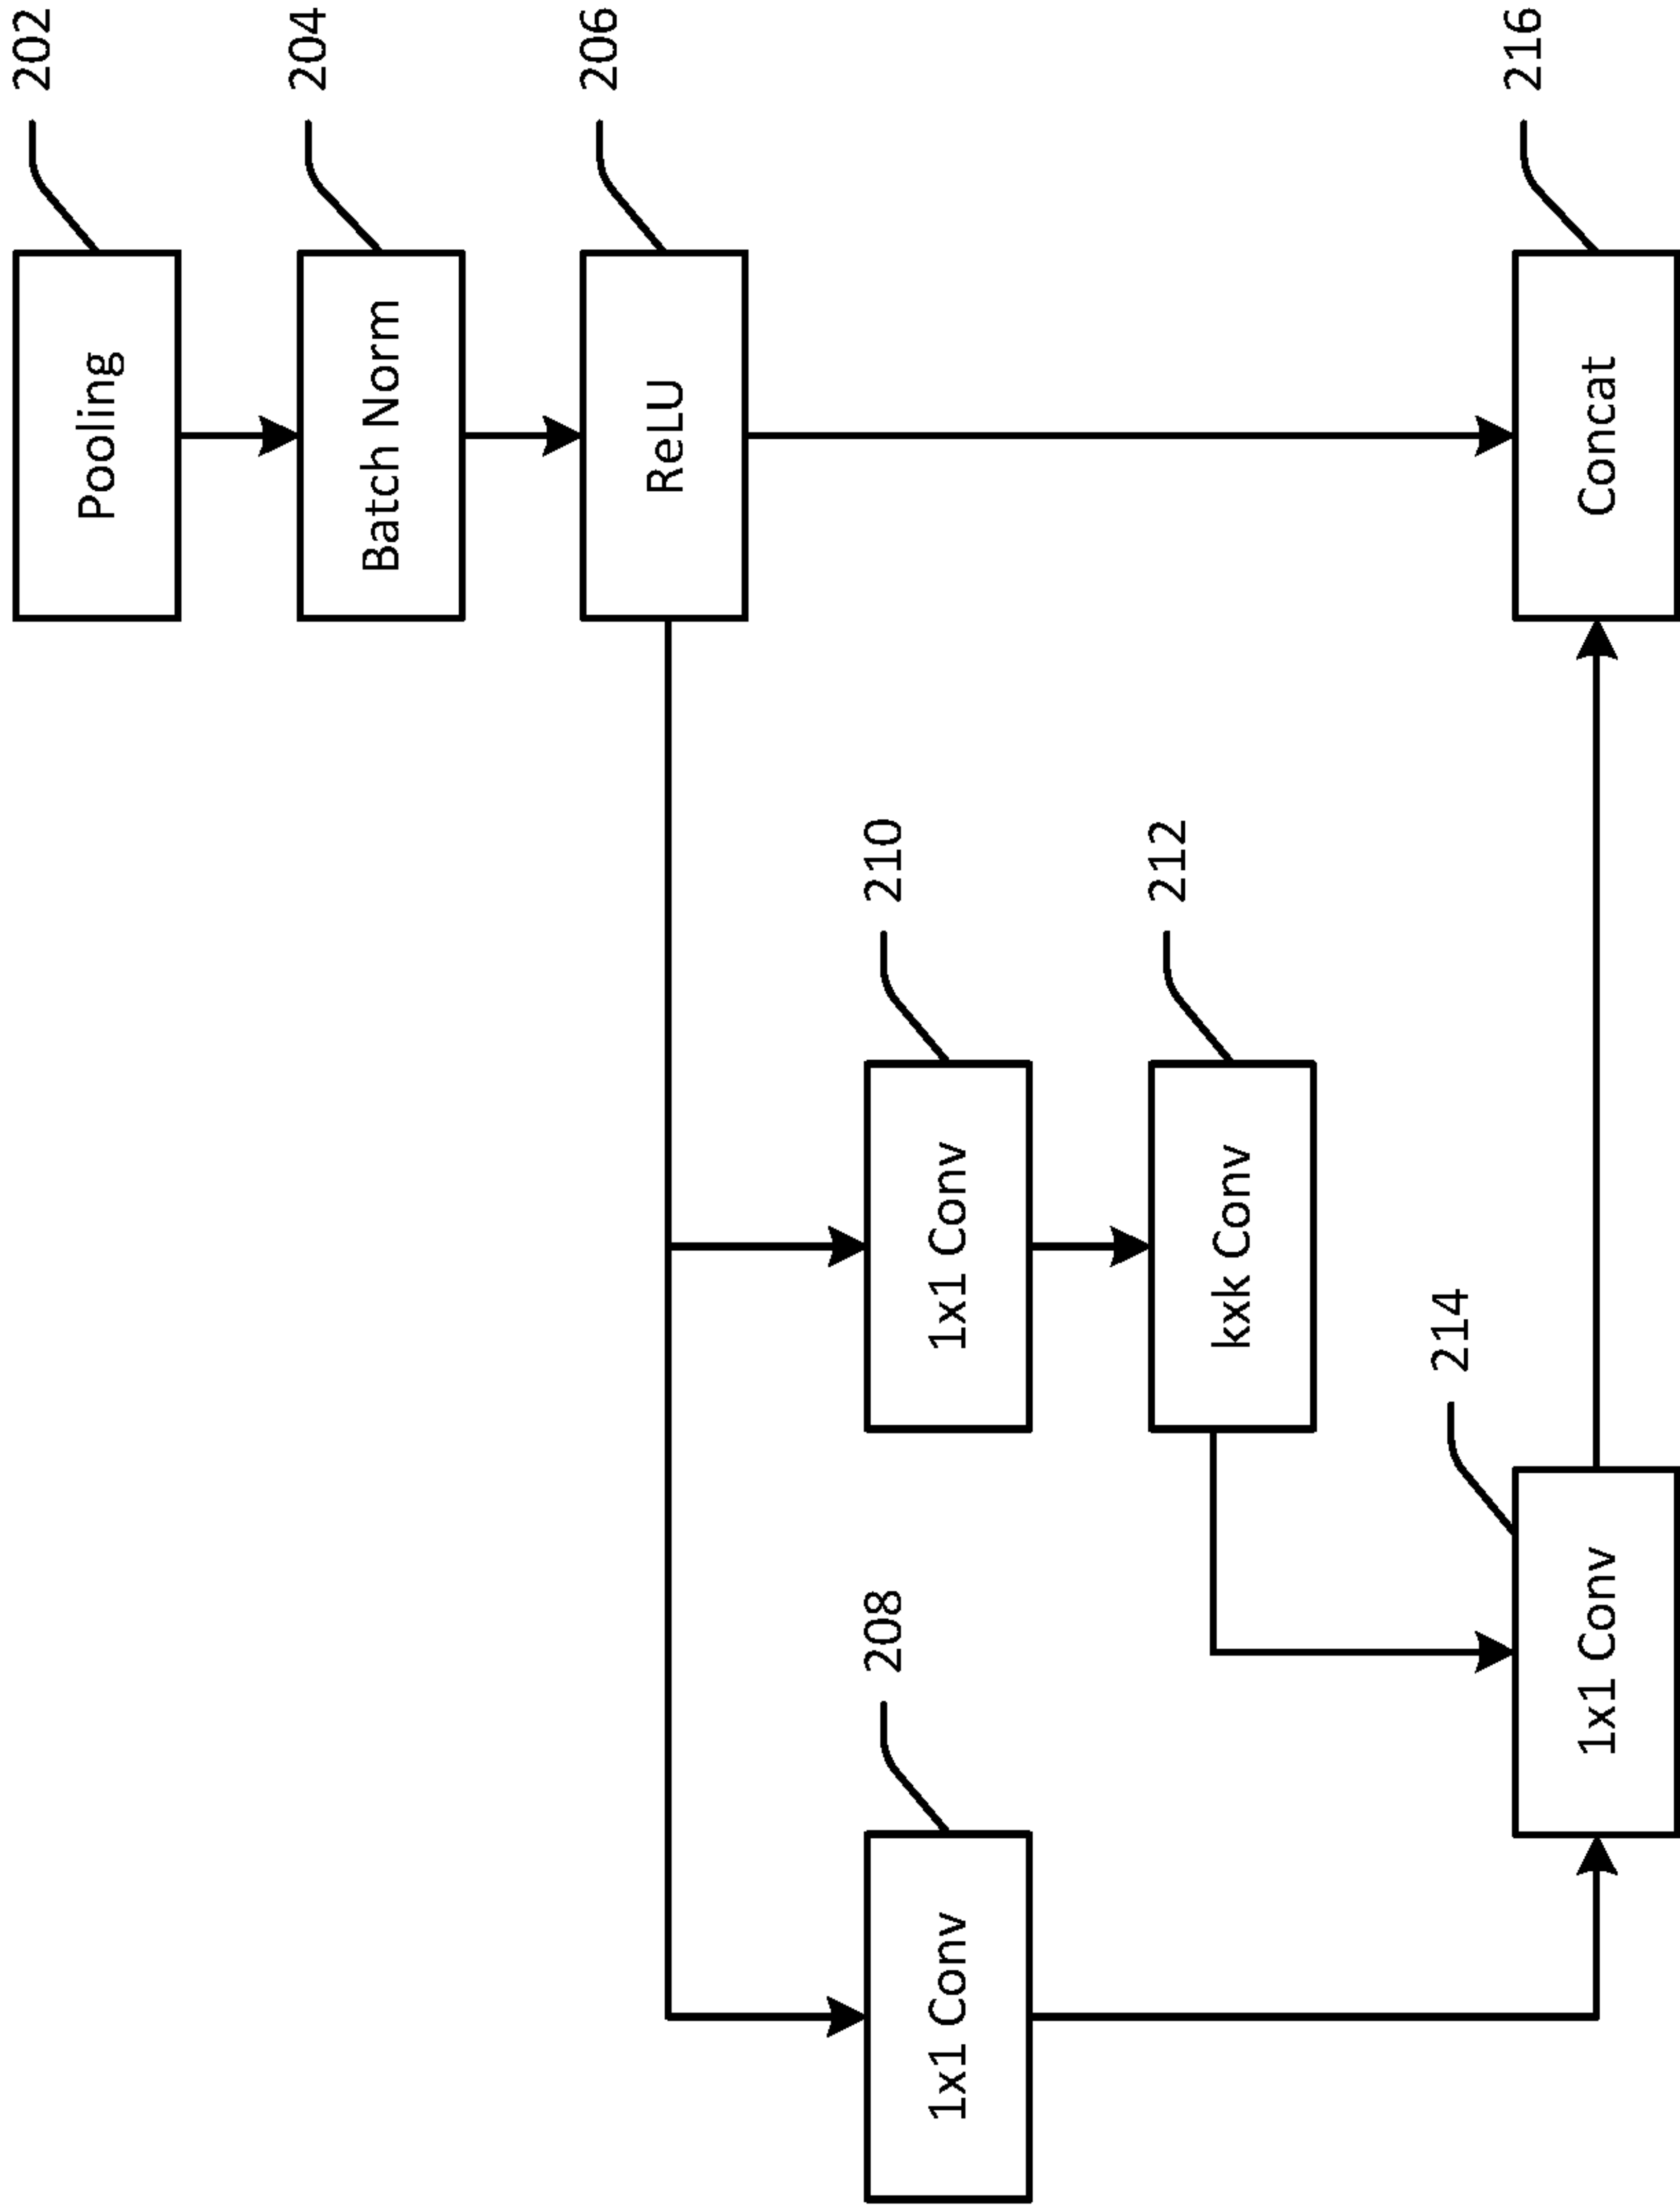 Pooling
202
Batch Norm
204
ReLU
206
1x1 Conv
208
1x1 Conv
210
kxk Conv
212
1x1 Conv
214
Concat
216